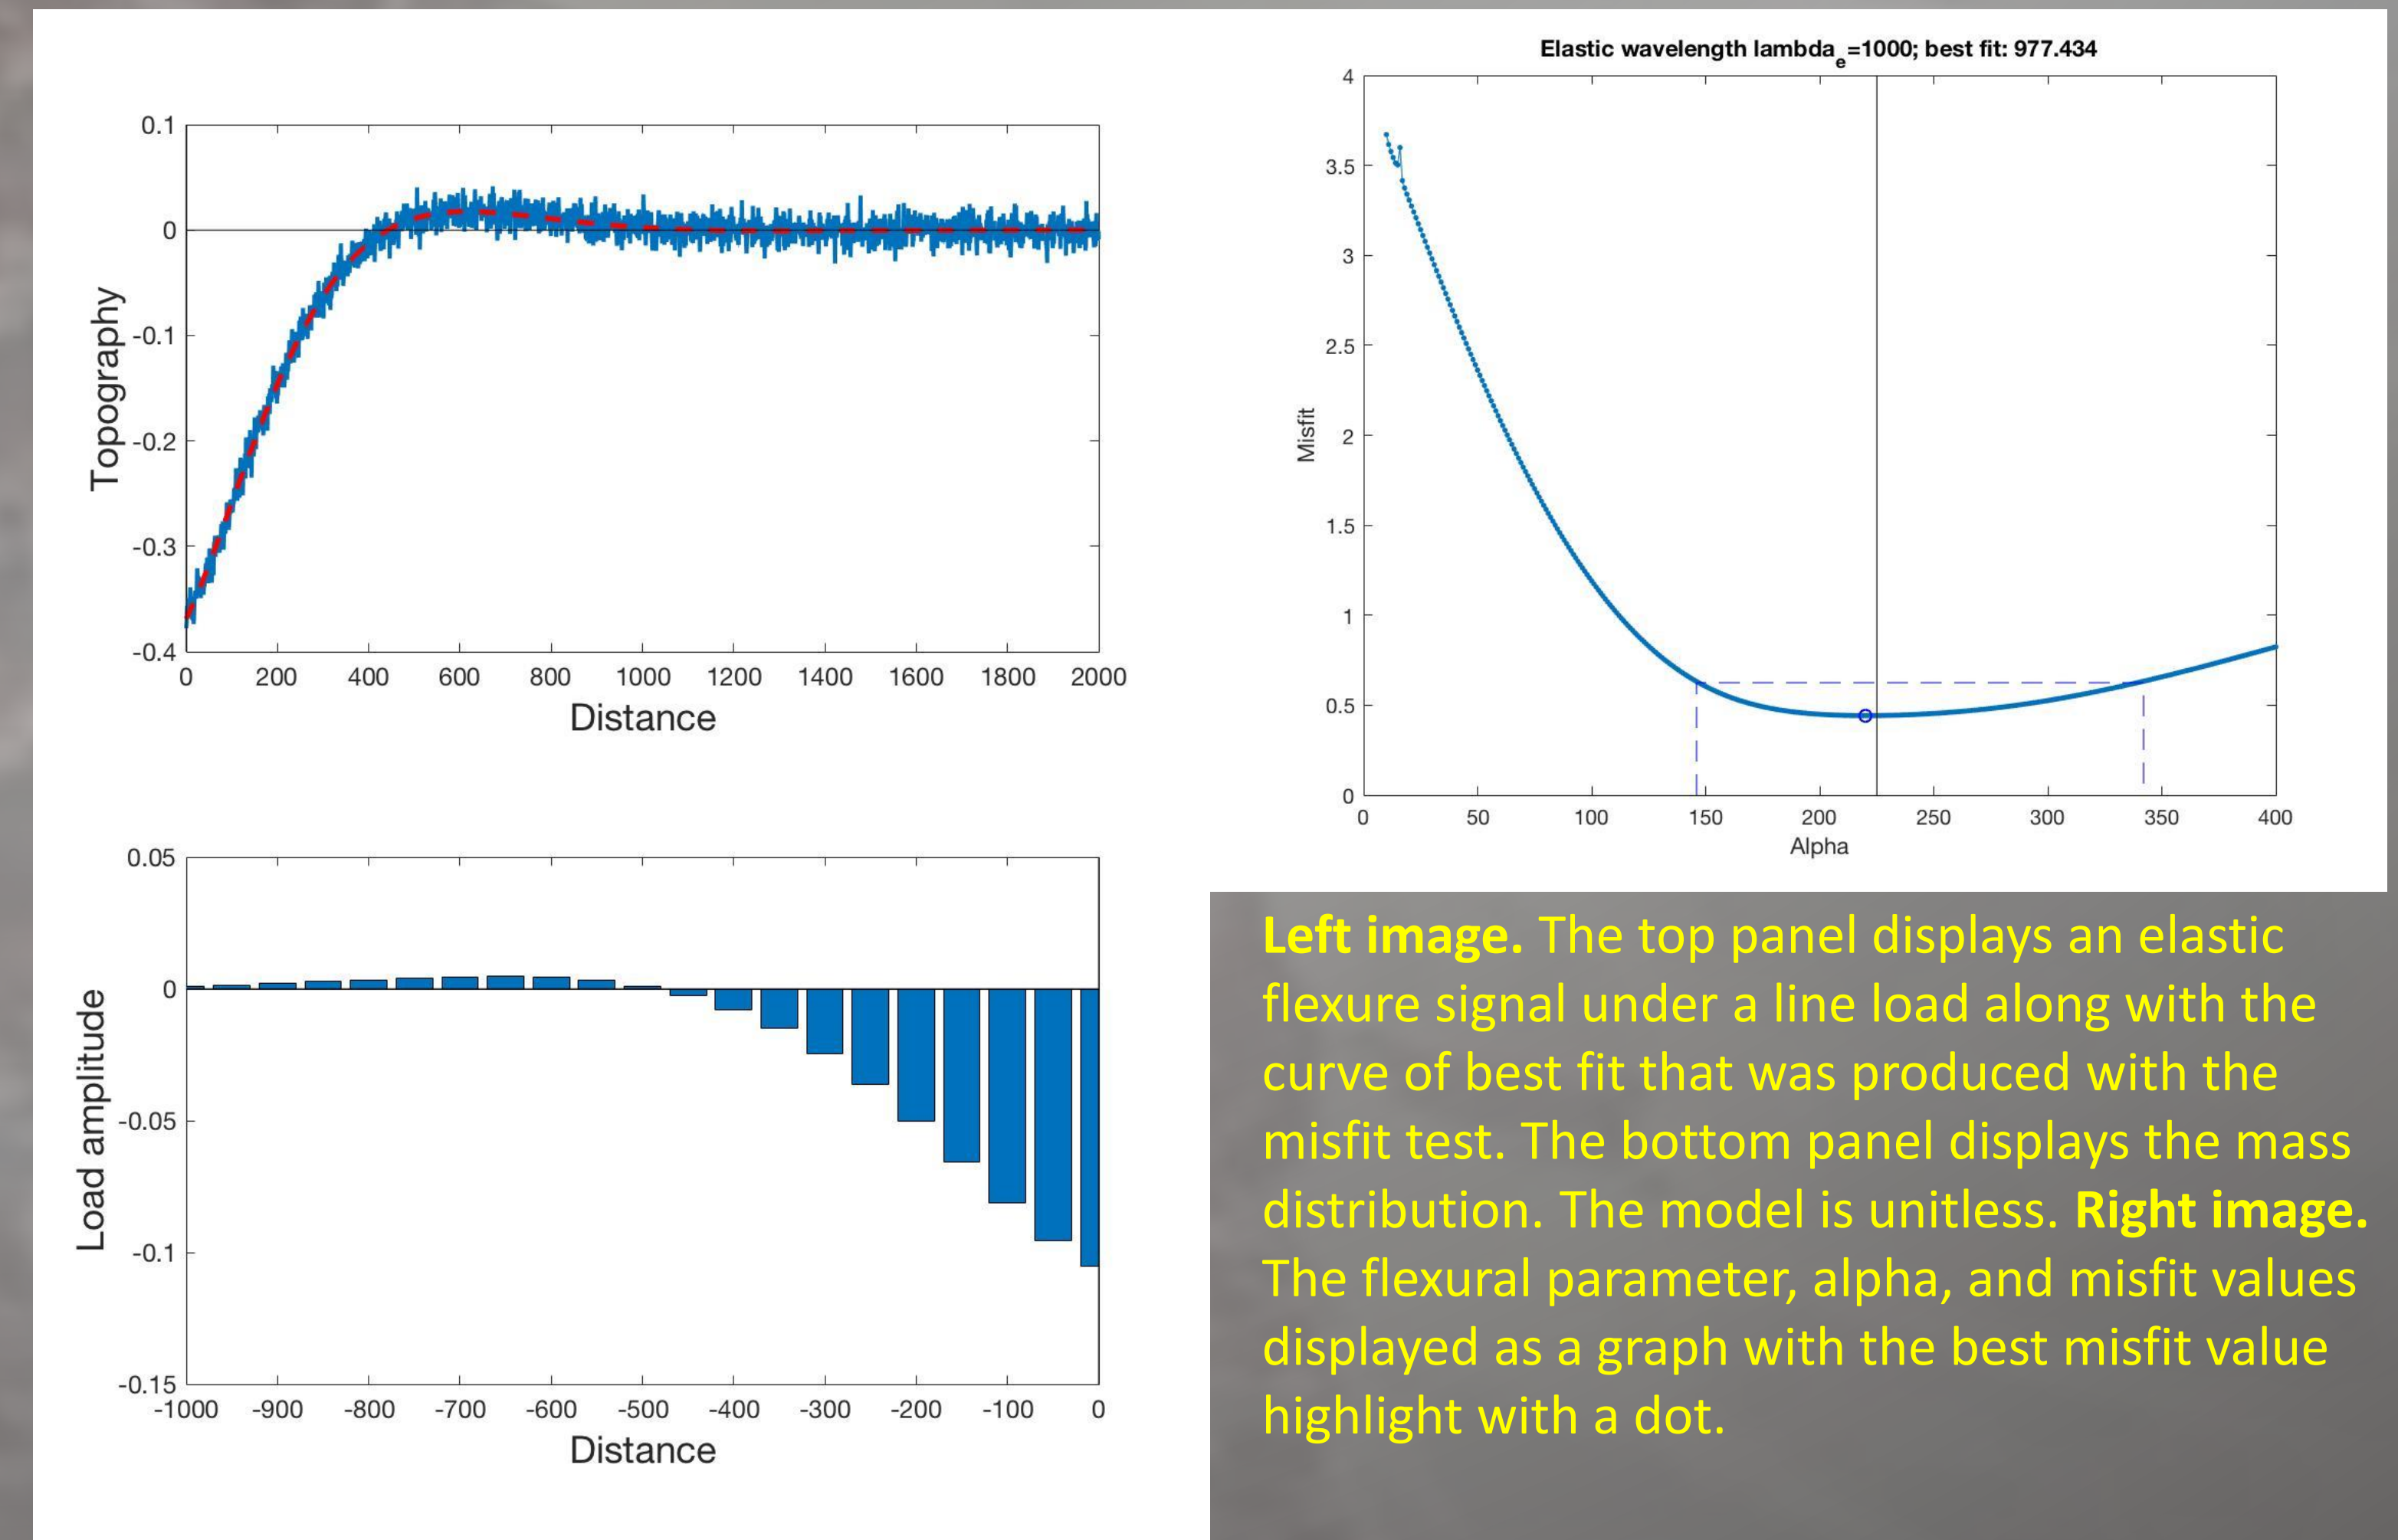 0.1
0
-0.1
-0.2
-0.3
-0.4
Topography
0 200 400 600 800 1000 1200 1400 1600 1800 2000
Distance
0.05
0
-0.05
-0.1
-0.15
Load amplitude
-1000 -900 -800 -700 -600 -500 -400 -300 -200 -100 0
Distance
Elastic wavelength lambda_e=1000; best fit: 977.434
4
3.5
3
2.5
2
1.5
1
0.5
0
Misfit
0 50 100 150 200 250 300 350 400
Alpha
Left image. The top panel displays an elastic
flexure signal under a line load along with the
curve of best fit that was produced with the
misfit test. The bottom panel displays the mass
distribution. The model is unitless. Right image.
The flexural parameter, alpha, and misfit values
displayed as a graph with the best misfit value
highlight with a dot.